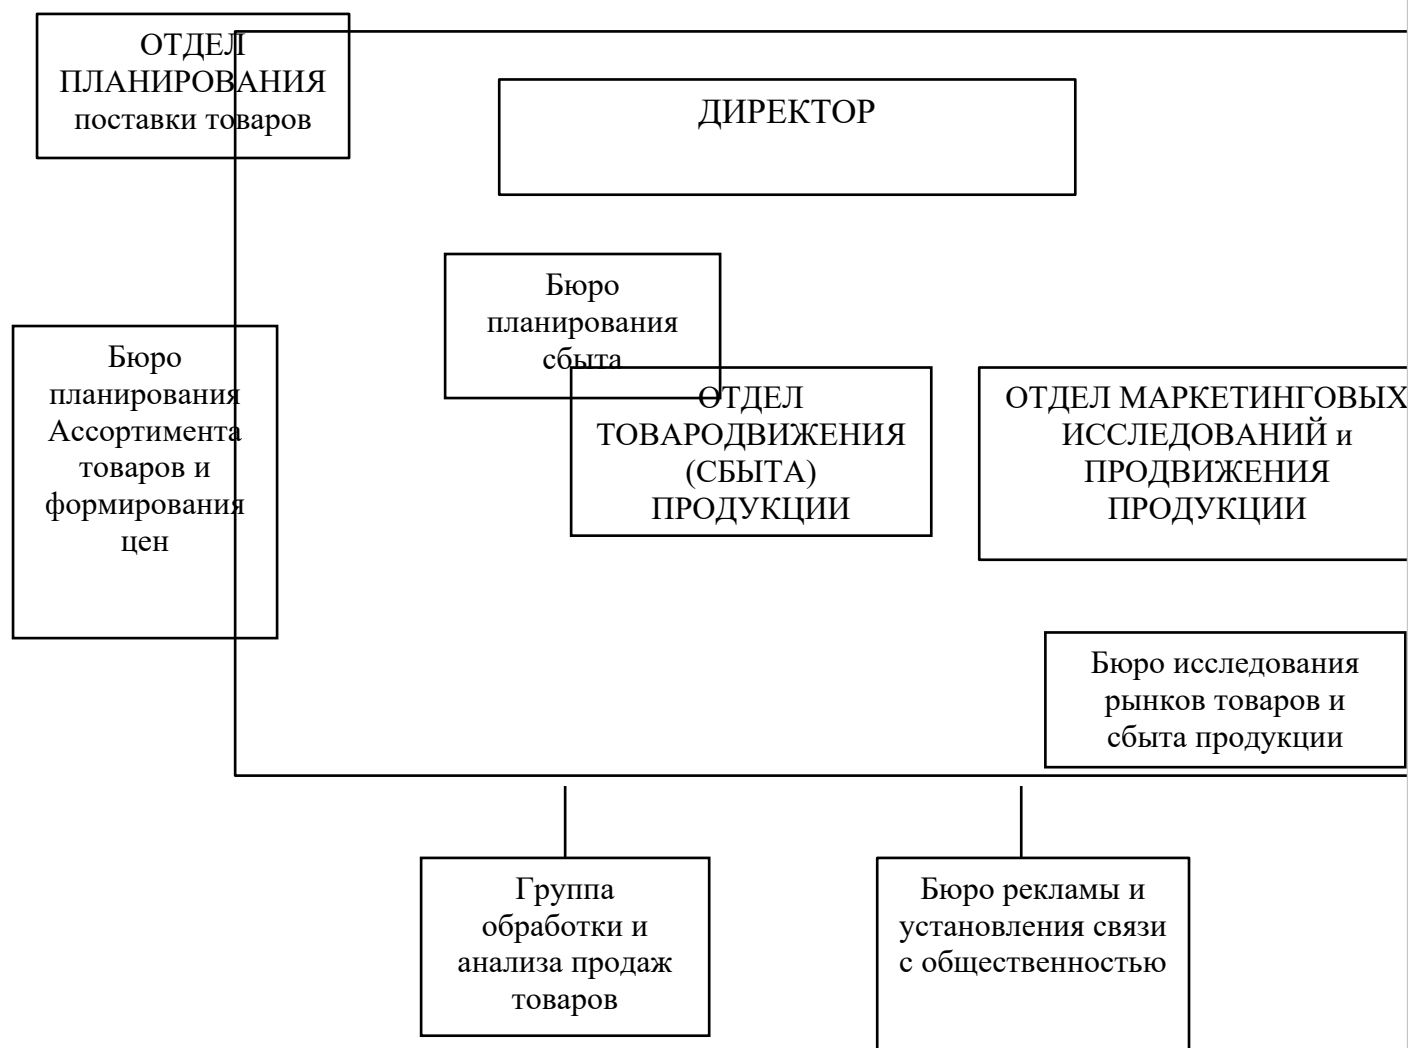 ОТДЕЛ
ПЛАНИРОВАНИЯ
поставки товаров
ДИРЕКТОР
Бюро
планирования
сбыта
Бюро
планирования
Ассортимента
товаров и
формирования
цен
ОТДЕЛ
ТОВАРОДВИЖЕНИЯ
(СБЫТА)
ПРОДУКЦИИ
ОТДЕЛ МАРКЕТИНГОВЫХ
ИССЛЕДОВАНИЙ и
ПРОДВИЖЕНИЯ
ПРОДУКЦИИ
Бюро исследования
рынков товаров и
сбыта продукции
Группа
обработки и
анализа продаж
товаров
Бюро рекламы и
установления связи
с общественностью